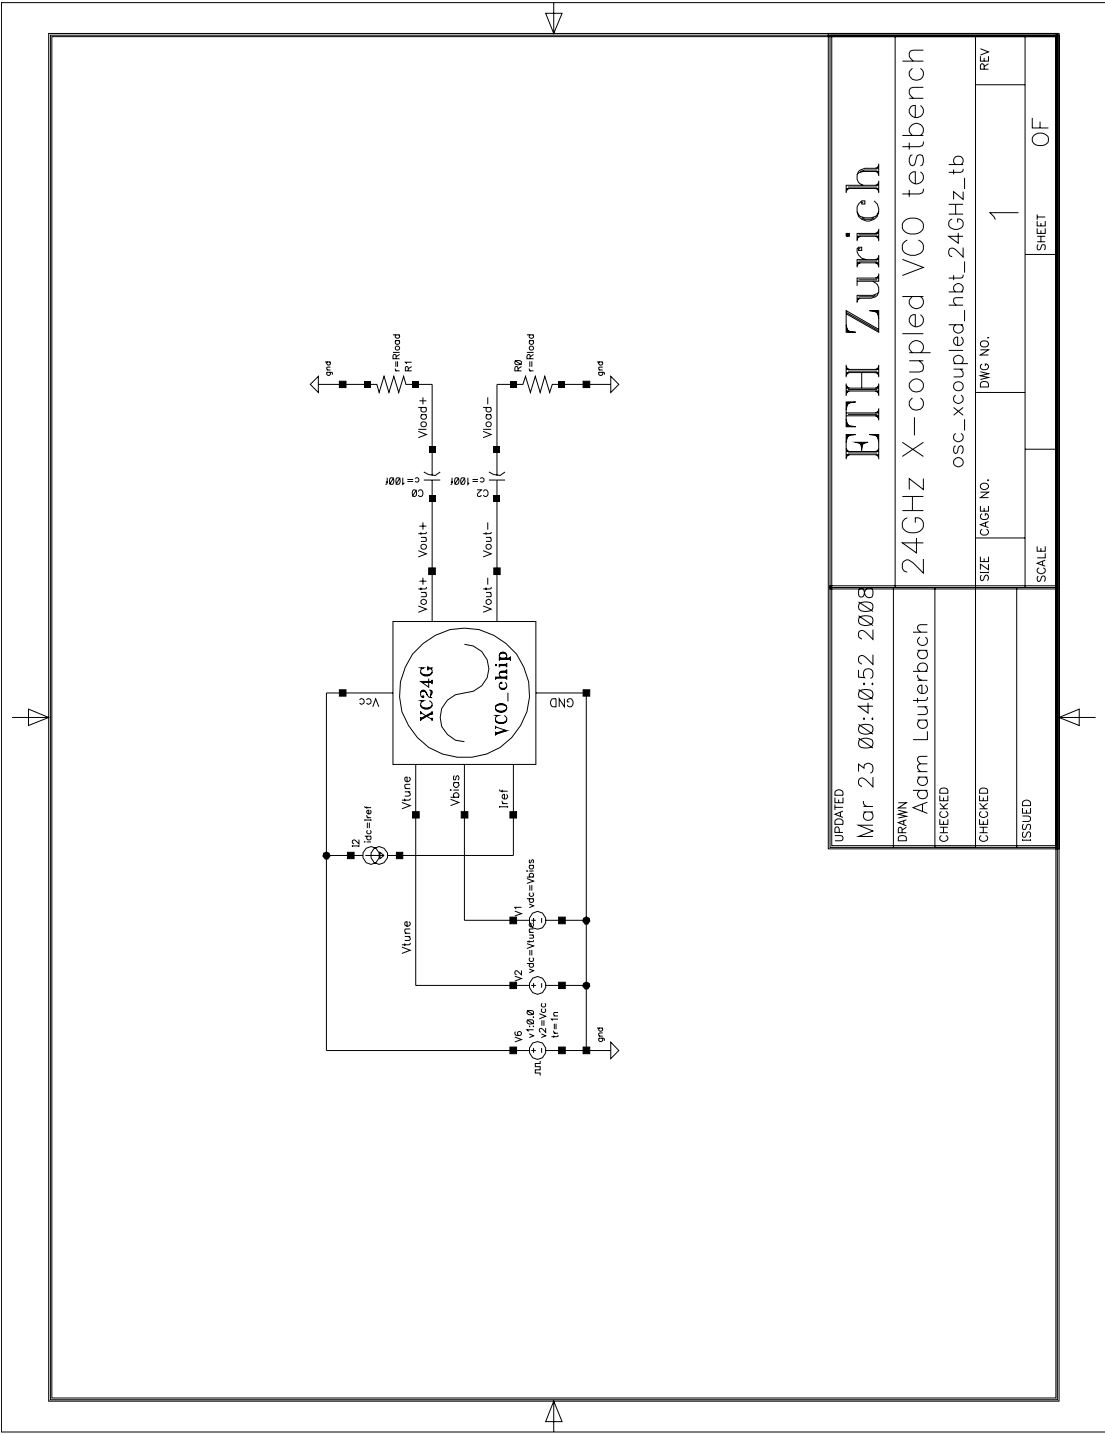 gnd
r=Rload
R1
Vload+
c=100f
C0
Vout+
Vout+
R0
r=Rload
gnd
Vload-
c=100f
C2
Vout-
Vout-
Vcc
XC24G
VCO_chip
GND
Vtune
Vbias
Iref
I2
idc=Iref
Vtune
V1
vdc=Vbias
V2
vdc=Vtune
V6
v1:0.0
v2=Vcc
tr=1n
gnd
ETH Zurich
24GHz X-coupled VCO testbench
osc_xcoupled_hbt_24GHz_tb
SIZE
CAGE NO.
DWG NO.
1
REV
SCALE
SHEET
OF
UPDATED
Mar 23 00:40:52 2008
DRAWN
Adam Lauterbach
CHECKED
CHECKED
ISSUED